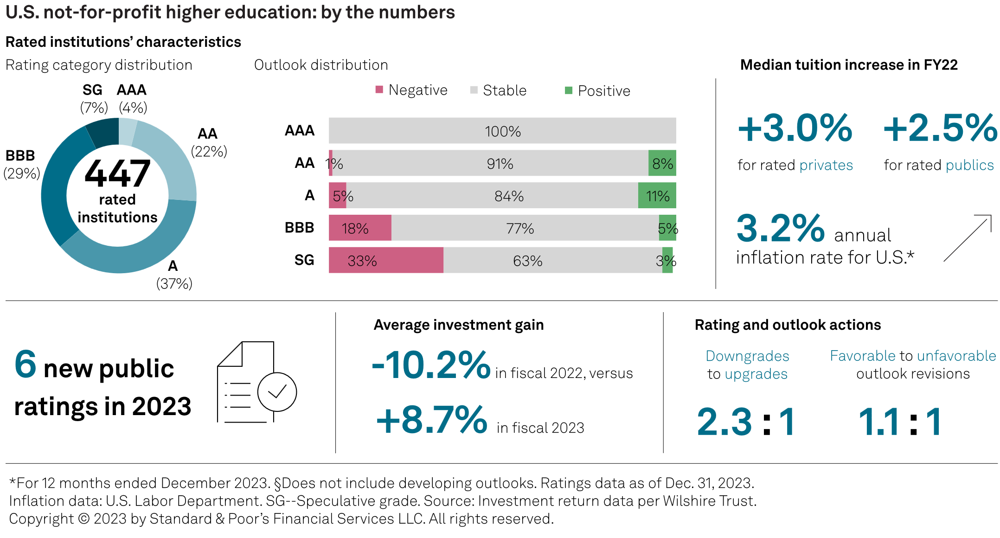 U.S. not-for-profit higher education: by the numbers
Rated institutions’ characteristics
Rating category distribution
SG
(7%)
AAA
(4%)
AA
(22%)
BBB
(29%)
A
(37%)
447
rated
institutions
Outlook distribution
Negative
Stable
Positive
AAA
100%
AA
1%
91%
8%
A
5%
84%
11%
BBB
18%
77%
5%
SG
33%
63%
3%
Median tuition increase in FY22
+3.0%
for rated privates
+2.5%
for rated publics
3.2% annual
inflation rate for U.S.*
6 new public
ratings in 2023
Average investment gain
-10.2% in fiscal 2022, versus
+8.7% in fiscal 2023
Rating and outlook actions
Downgrades
to upgrades
2.3 : 1
Favorable to unfavorable
outlook revisions
1.1 : 1
*For 12 months ended December 2023. §Does not include developing outlooks. Ratings data as of Dec. 31, 2023.
Inflation data: U.S. Labor Department. SG--Speculative grade. Source: Investment return data per Wilshire Trust.
Copyright © 2023 by Standard & Poor’s Financial Services LLC. All rights reserved.